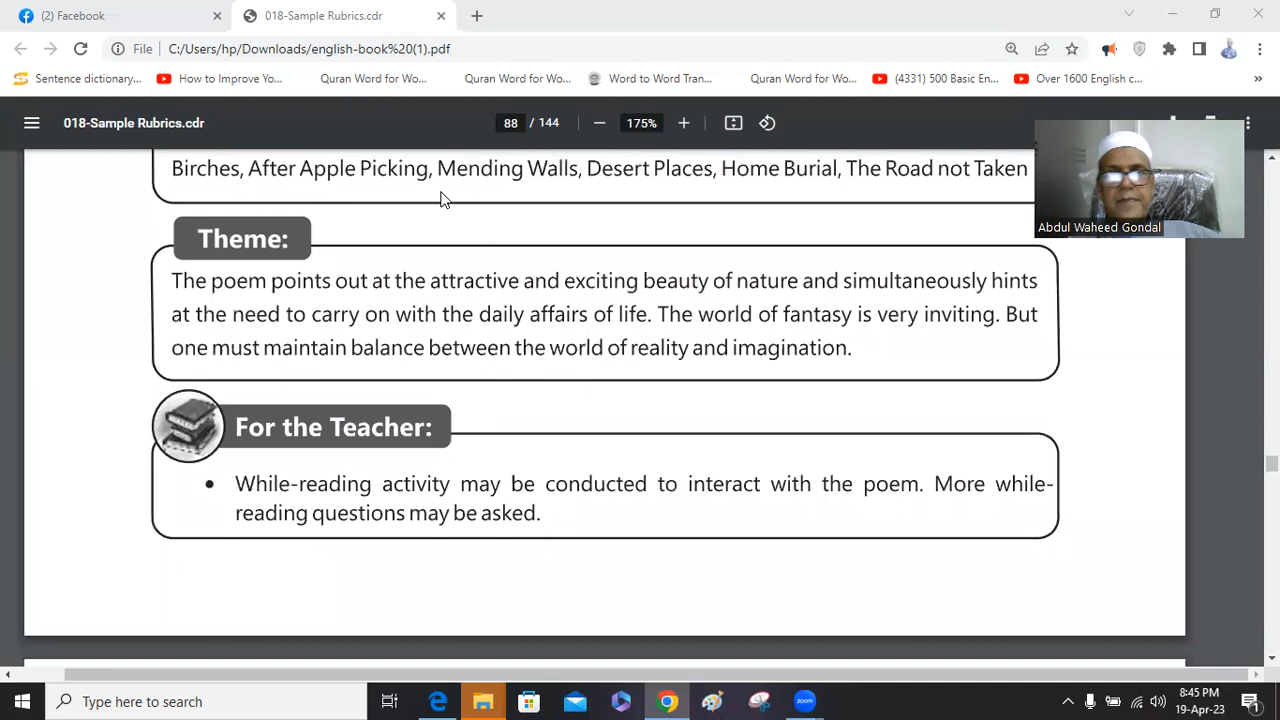 (2) Facebook
018-Sample Rubrics.cdr
File
C:/Users/hp/Downloads/english-book%20(1).pdf
Sentence dictionary...
How to Improve Yo...
Quran Word for Wo...
Quran Word for Wo...
Word to Word Tran...
Quran Word for Wo...
(4331) 500 Basic En...
Over 1600 English c...
018-Sample Rubrics.cdr
88 / 144
175%
Birches, After Apple Picking, Mending Walls, Desert Places, Home Burial, The Road not Taken
Abdul Waheed Gondal
Theme:
The poem points out at the attractive and exciting beauty of nature and simultaneously hints
at the need to carry on with the daily affairs of life. The world of fantasy is very inviting. But
one must maintain balance between the world of reality and imagination.
For the Teacher:
• While-reading activity may be conducted to interact with the poem. More while-
reading questions may be asked.
Type here to search
zoom
8:45 PM
19-Apr-23
1